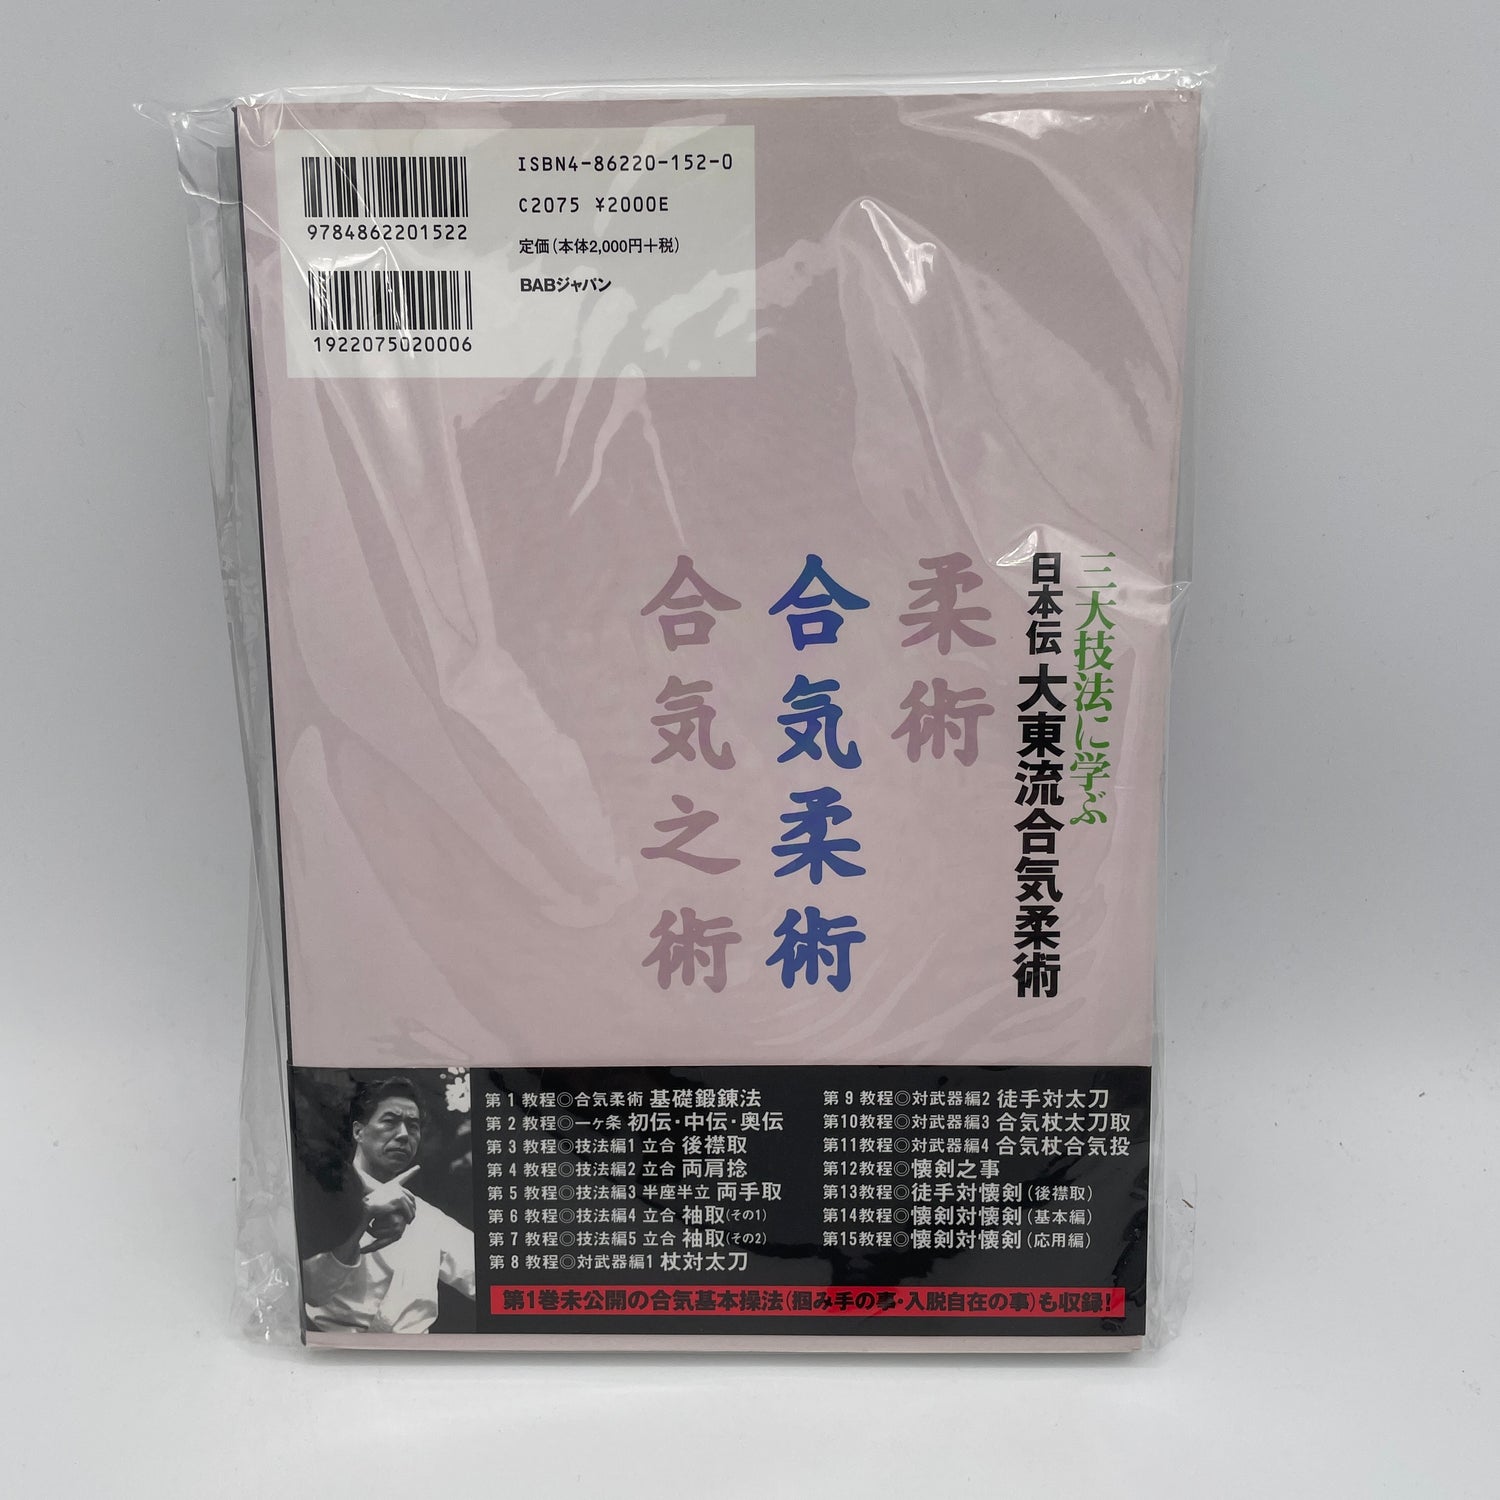 ISBN4-86220-152-0
C2075 ¥2000E
定価(本体2,000円+税)
BABジャパン
9784862201522
1922075020006
三大技法に学ぶ
日本伝 大東流合気柔術
柔術
合気柔術
合気之術
第1教程◎合気柔術 基礎鍛錬法
第2教程◎一ヶ条 初伝・中伝・奥伝
第3教程◎技法編1 立合 後襟取
第4教程◎技法編2 立合 両肩捻
第5教程◎技法編3 半座半立 両手取
第6教程◎技法編4 立合 袖取(その1)
第7教程◎技法編5 立合 袖取(その2)
第8教程◎対武器編1 杖対太刀
第9教程◎対武器編2 徒手対太刀
第10教程◎対武器編3 合気杖太刀取
第11教程◎対武器編4 合気杖合気投
第12教程◎懐剣之事
第13教程◎徒手対懐剣(後襟取)
第14教程◎懐剣対懐剣(基本編)
第15教程◎懐剣対懐剣(応用編)
第1巻未公開の合気基本操法(掴み手の事・入脱自在の事)も収録!